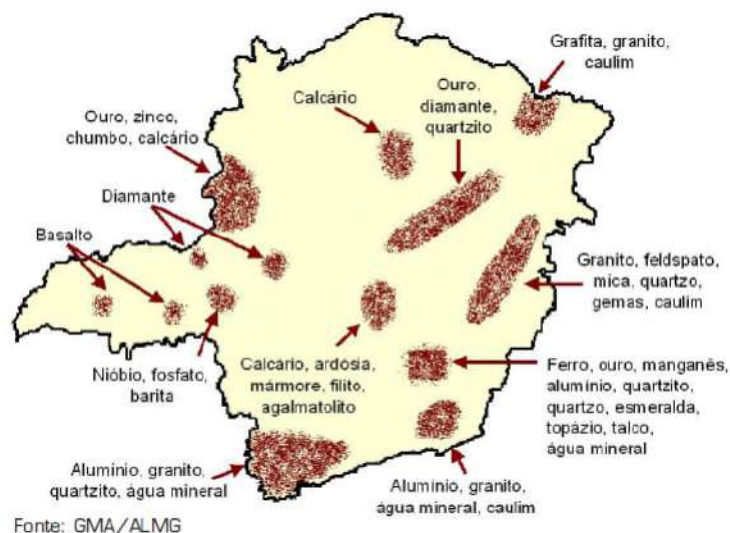 Grafita, granito,
caulim
Ouro,
diamante,
quartzito
Calcário
Ouro, zinco,
chumbo, calcário
Diamante
Basalto
Granito, feldspato,
mica, quartzo,
gemas, caulim
Nióbio, fosfato,
barita
Calcário, ardósia,
mármore, filito,
agalmatolito
Ferro, ouro, manganês,
alumínio, quartzito,
quartzo, esmeralda,
topázio, talco,
água mineral
Alumínio, granito,
quartzito, água mineral
Alumínio, granito,
água mineral, caulim
Fonte: GMA/ALMG